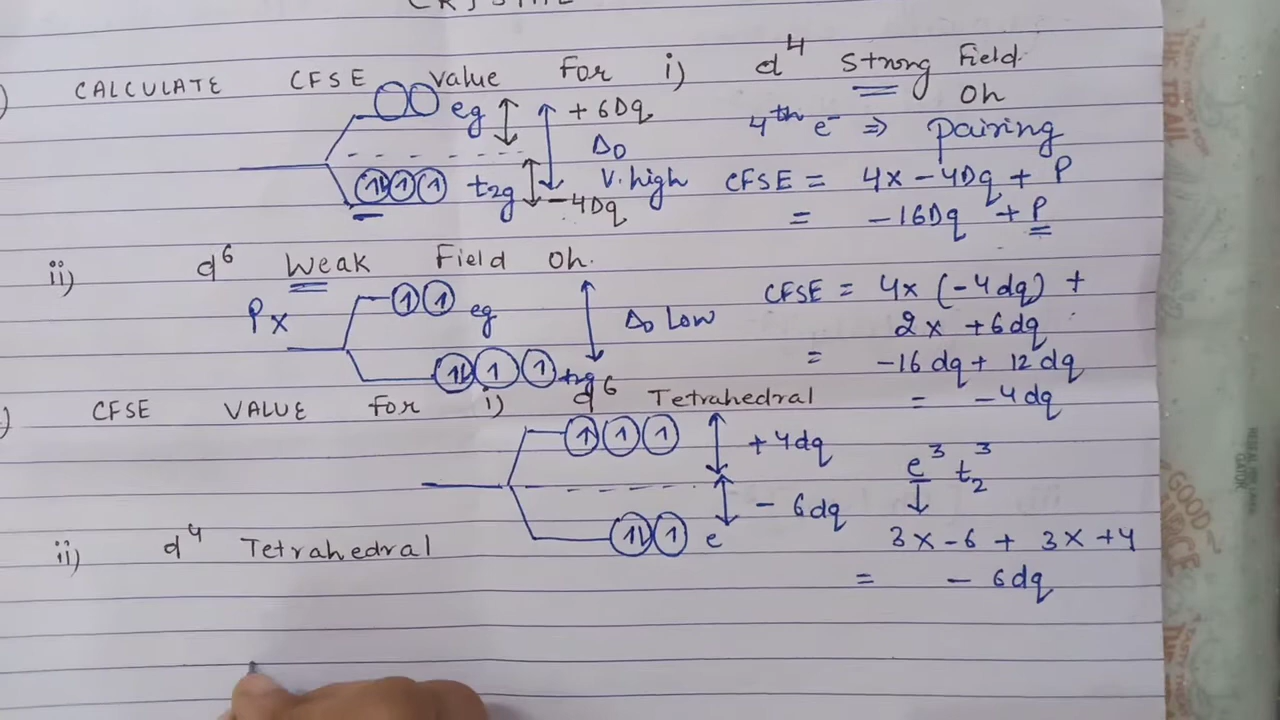 CRYSTAL
CALCULATE CFSE value For i) d⁴ Strong Field Oh
eg
+ 6Dq
Δo
V. high
t₂g
- 4Dq
4th e⁻ ⇒ pairing
CFSE = 4x - 4Dq + P
= - 16Dq + P
ii) d⁶ Weak Field Oh.
Px
eg
Δo Low
t₂g
CFSE = 4x (-4dq) +
2x + 6dq
= -16dq + 12dq
= - 4dq
CFSE VALUE For i) d⁶ Tetrahedral
+ 4dq
- 6dq
e
e³ t₂³
3x - 6 + 3x + 4
= - 6dq
ii) d⁴ Tetrahedral